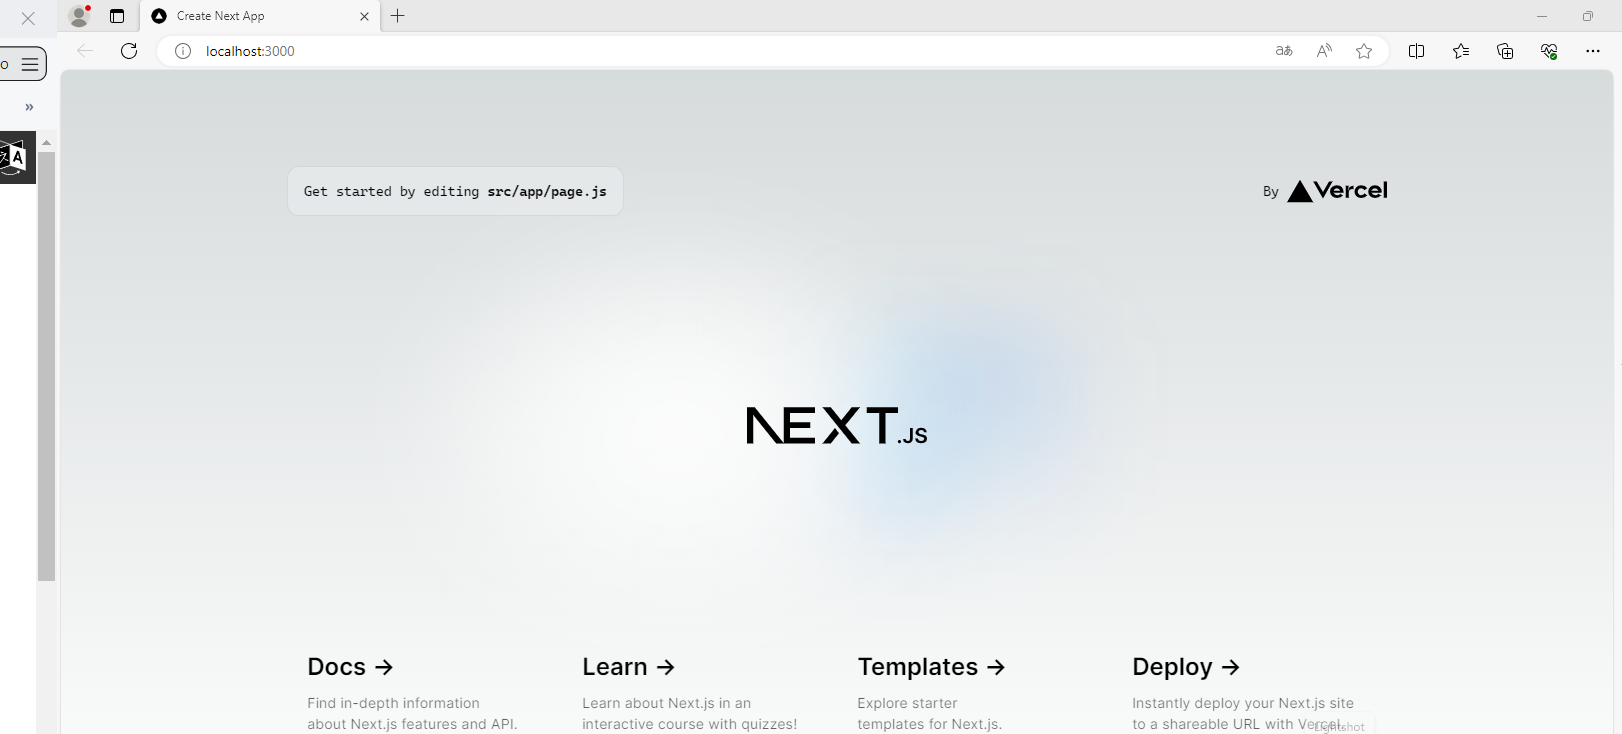 Create Next App
localhost:3000
aあ
A
o
»
A
Get started by editing src/app/page.js
By Vercel
NEXT.JS
Docs →
Find in-depth information
about Next.js features and API.
Learn →
Learn about Next.js in an
interactive course with quizzes!
Templates →
Explore starter
templates for Next.js.
Deploy →
Instantly deploy your Next.js site
to a shareable URL with Vercel.
Lightshot